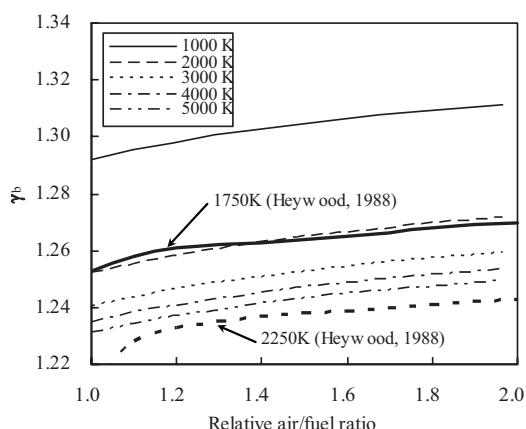 1.34
1.32
1.30
1.28
1.26
1.24
1.22
γb
1000 K
2000 K
3000 K
4000 K
5000 K
1750K (Heywood, 1988)
2250K (Heywood, 1988)
1.0 1.2 1.4 1.6 1.8 2.0
Relative air/fuel ratio